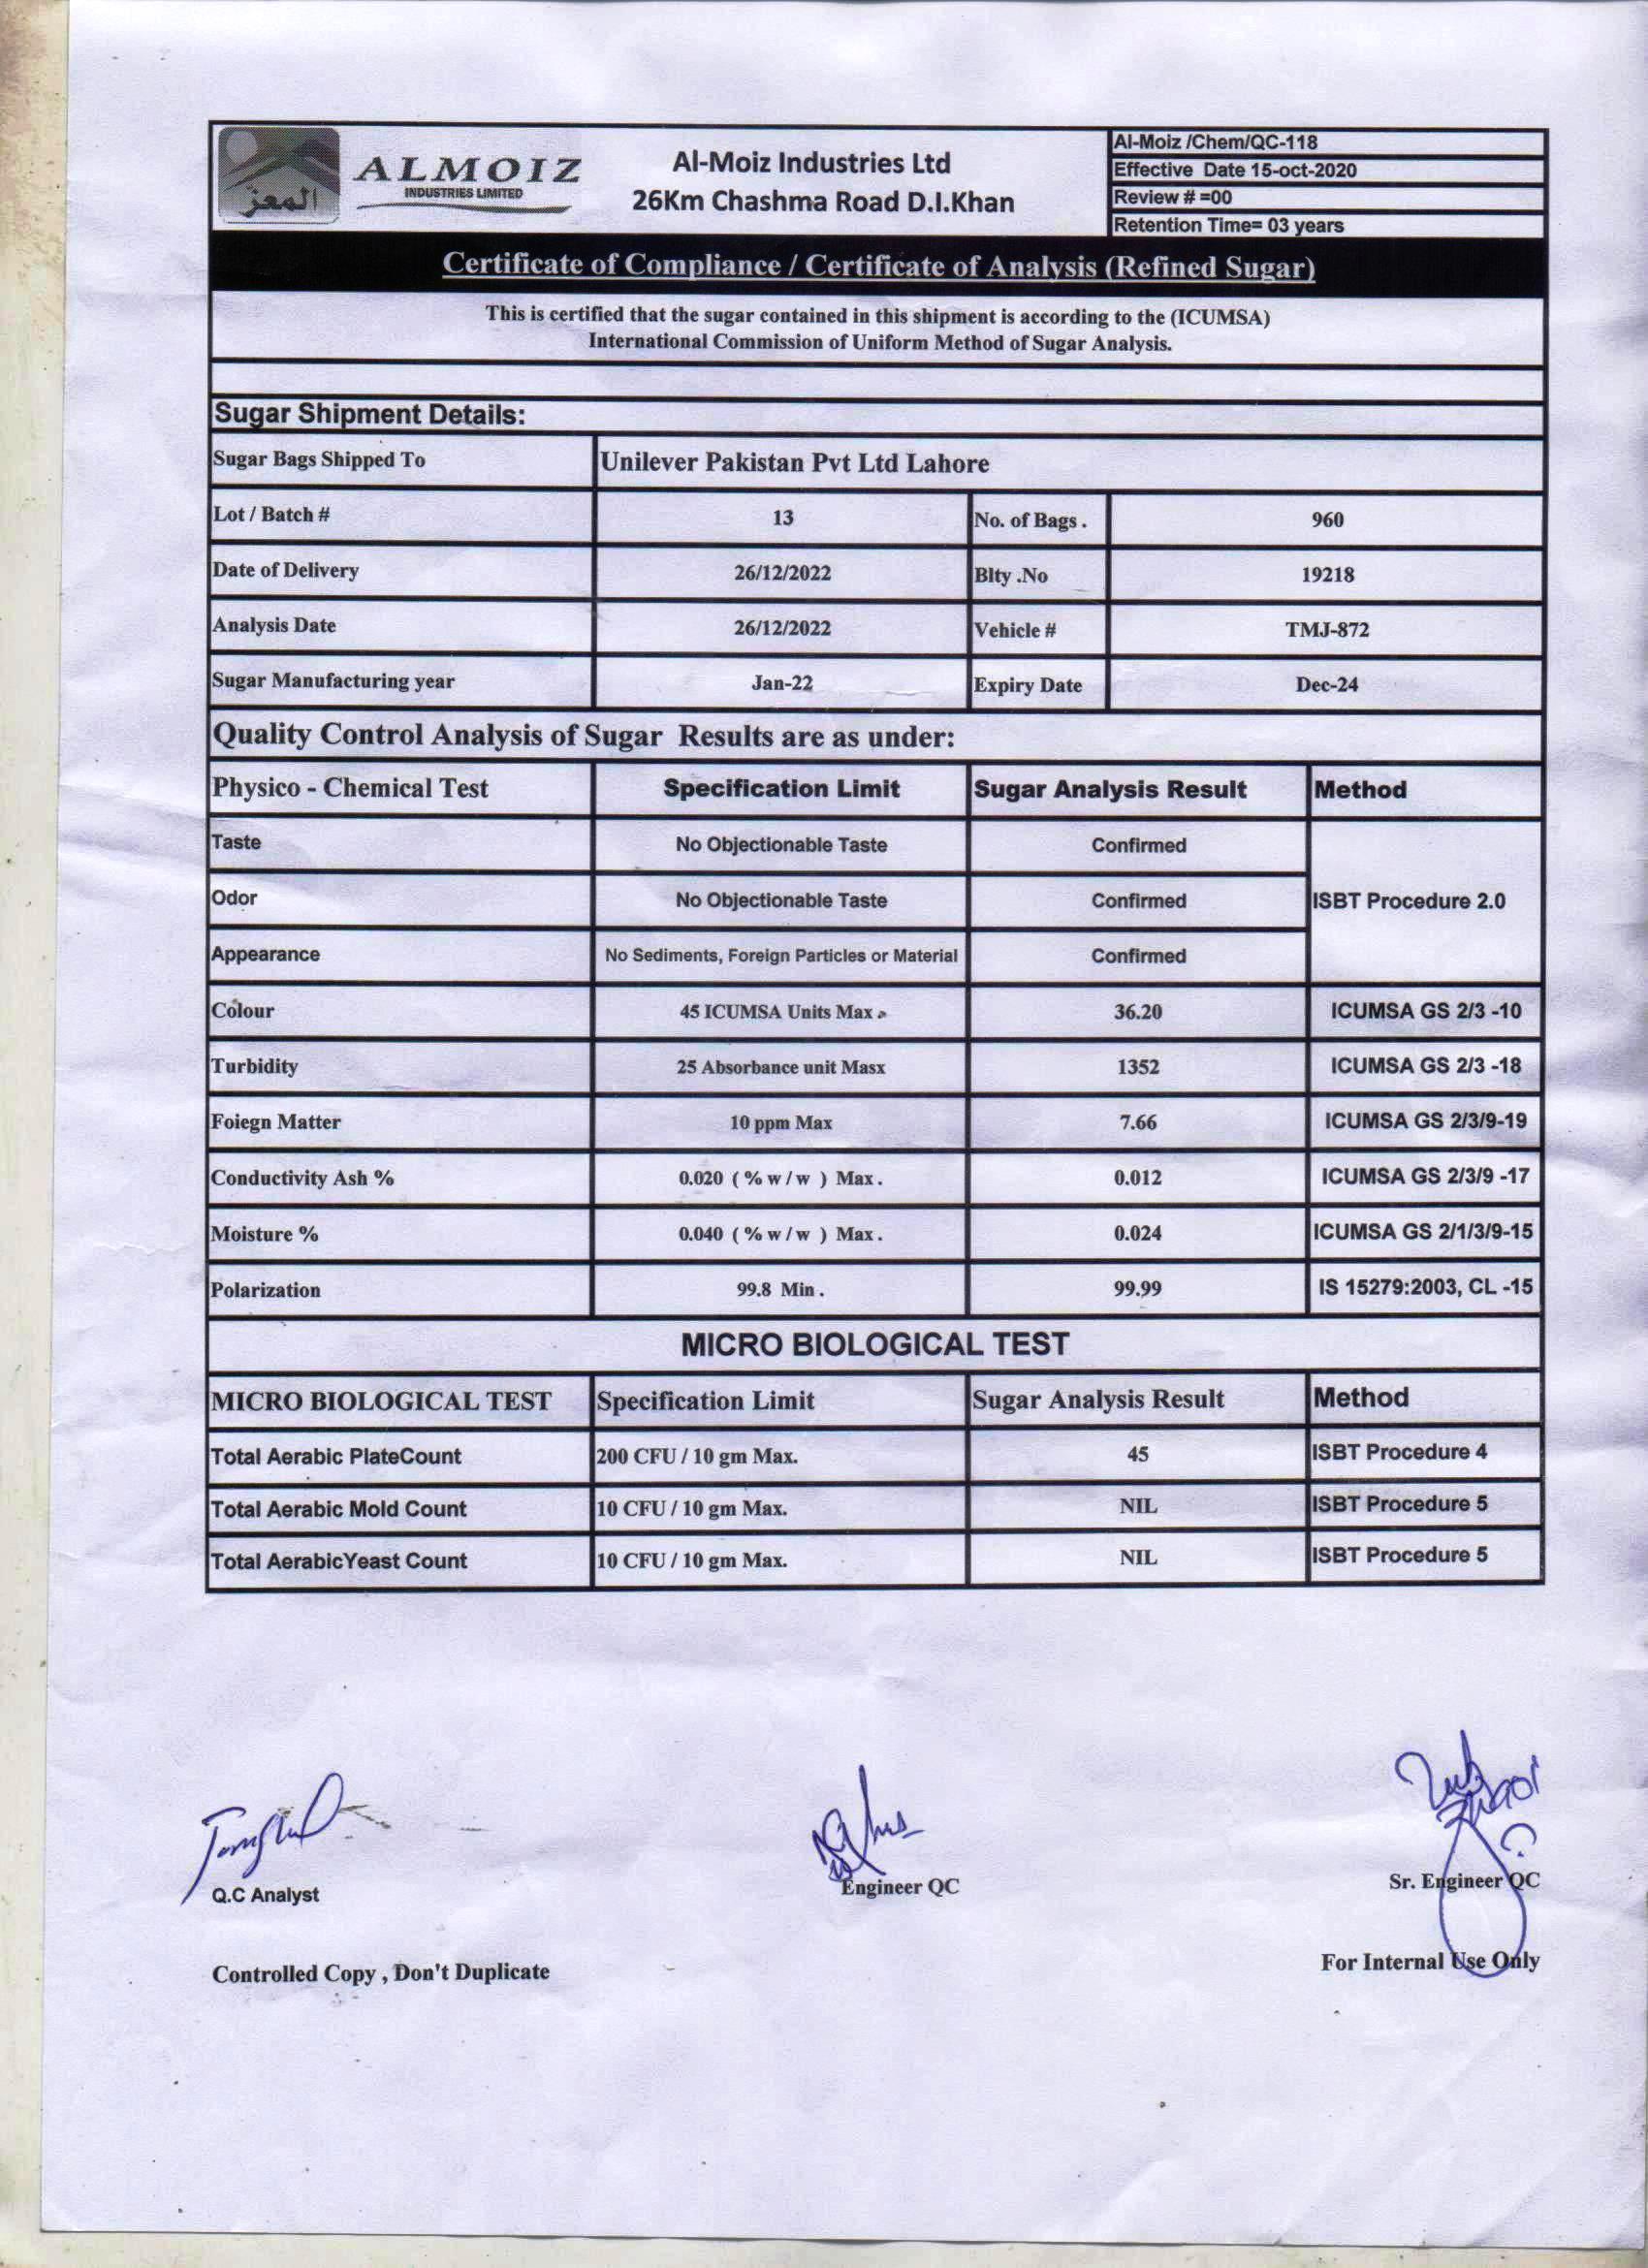 المعز
ALMOIZ
INDUSTRIES LIMITED
Al-Moiz Industries Ltd
26Km Chashma Road D.I.Khan
Al-Moiz /Chem/QC-118
Effective Date 15-oct-2020
Review # =00
Retention Time= 03 years
Certificate of Compliance / Certificate of Analysis (Refined Sugar)
This is certified that the sugar contained in this shipment is according to the (ICUMSA)
International Commission of Uniform Method of Sugar Analysis.
Sugar Shipment Details:
Sugar Bags Shipped To Unilever Pakistan Pvt Ltd Lahore
Lot / Batch # 13 No. of Bags . 960
Date of Delivery 26/12/2022 Blty .No 19218
Analysis Date 26/12/2022 Vehicle # TMJ-872
Sugar Manufacturing year Jan-22 Expiry Date Dec-24
Quality Control Analysis of Sugar Results are as under:
Physico - Chemical Test Specification Limit Sugar Analysis Result Method
Taste No Objectionable Taste Confirmed
Odor No Objectionable Taste Confirmed ISBT Procedure 2.0
Appearance No Sediments, Foreign Particles or Material Confirmed
Colour 45 ICUMSA Units Max . 36.20 ICUMSA GS 2/3 -10
Turbidity 25 Absorbance unit Masx 1352 ICUMSA GS 2/3 -18
Foiegn Matter 10 ppm Max 7.66 ICUMSA GS 2/3/9-19
Conductivity Ash % 0.020 ( % w / w ) Max . 0.012 ICUMSA GS 2/3/9 -17
Moisture % 0.040 ( % w / w ) Max . 0.024 ICUMSA GS 2/1/3/9-15
Polarization 99.8 Min . 99.99 IS 15279:2003, CL -15
MICRO BIOLOGICAL TEST
MICRO BIOLOGICAL TEST Specification Limit Sugar Analysis Result Method
Total Aerabic PlateCount 200 CFU / 10 gm Max. 45 ISBT Procedure 4
Total Aerabic Mold Count 10 CFU / 10 gm Max. NIL ISBT Procedure 5
Total AerabicYeast Count 10 CFU / 10 gm Max. NIL ISBT Procedure 5
Q.C Analyst
Engineer QC
Sr. Engineer QC
Controlled Copy , Don't Duplicate
For Internal Use Only